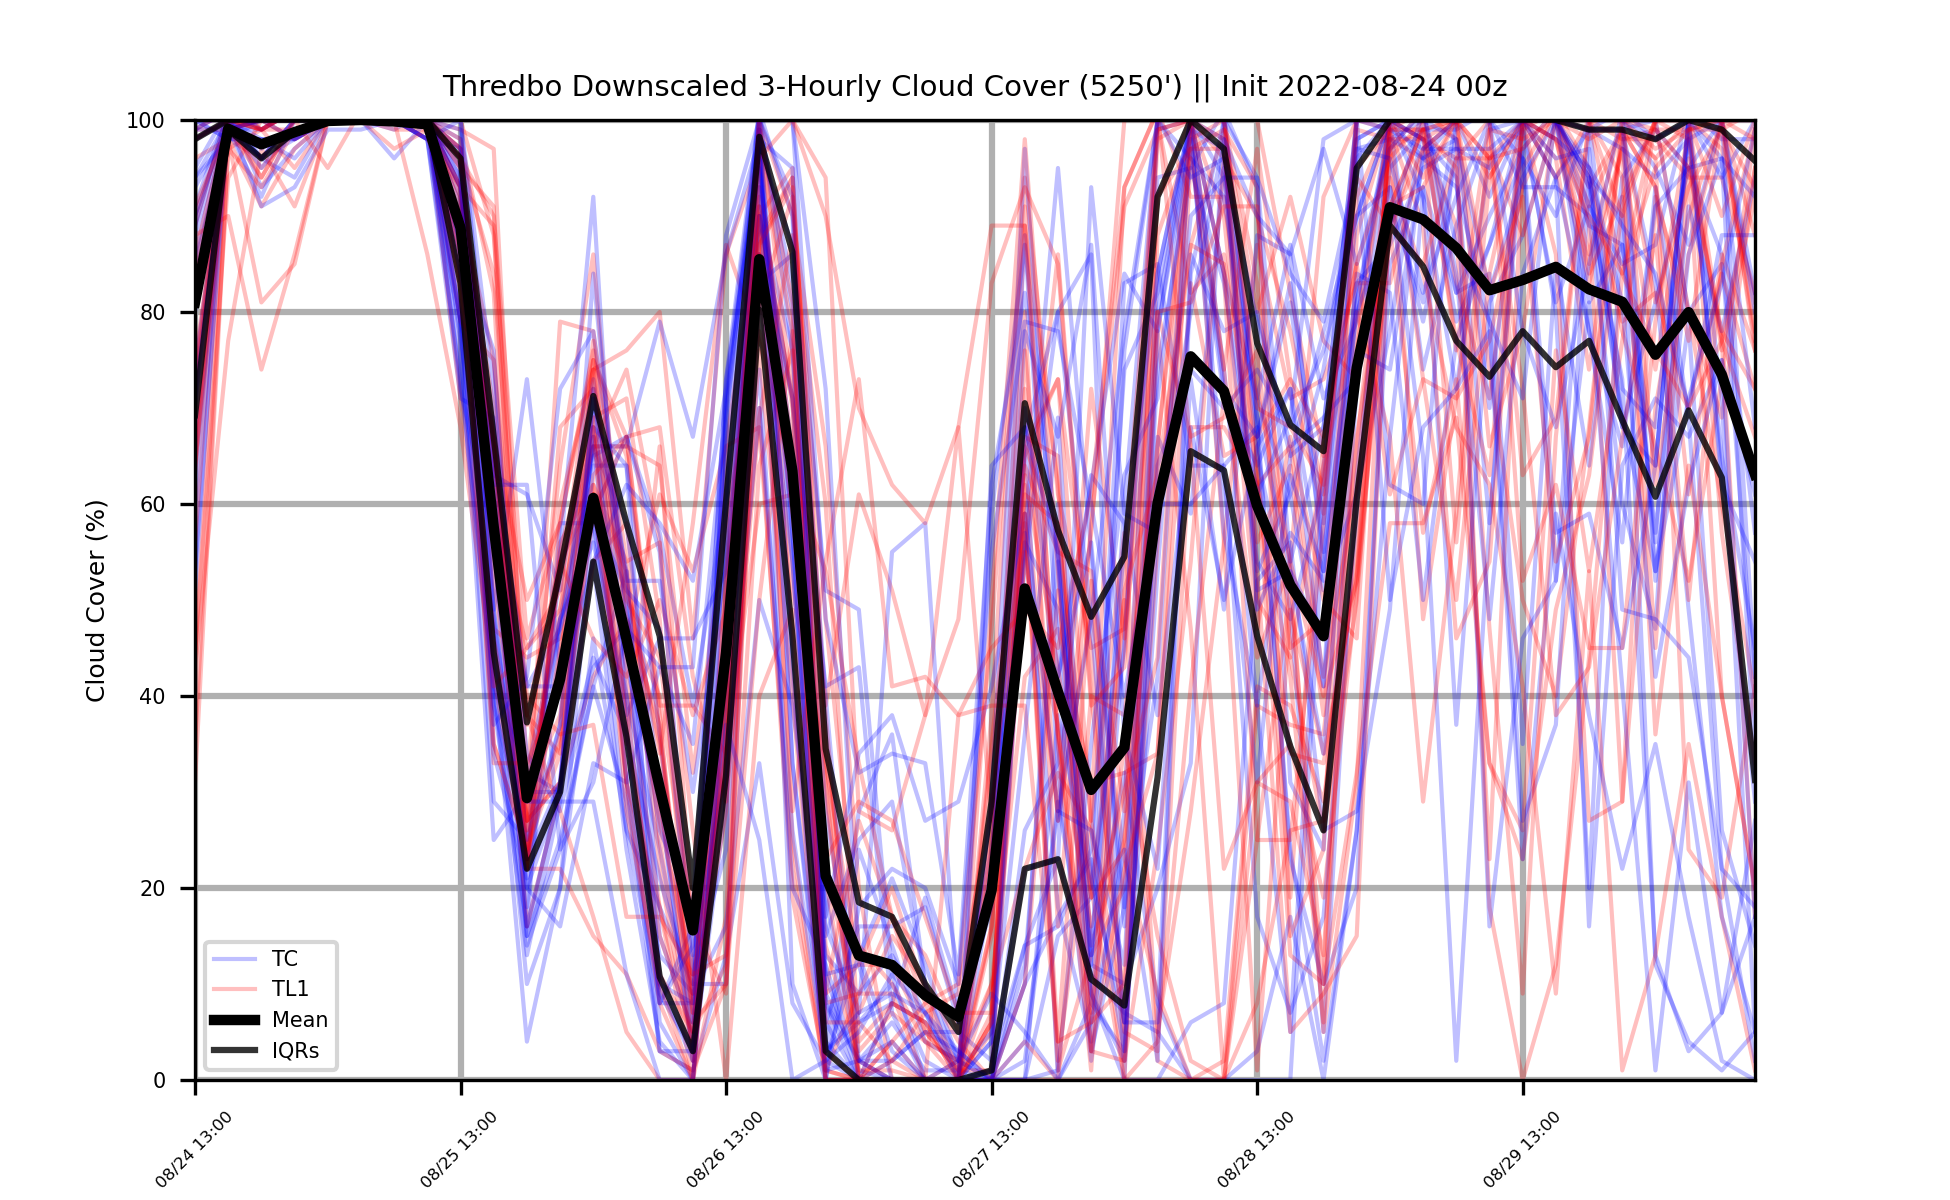 Thredbo Downscaled 3-Hourly Cloud Cover (5250') || Init 2022-08-24 00z
Cloud Cover (%)
100
80
60
40
20
0
TC
TL1
Mean
IQRs
08/24 13:00
08/25 13:00
08/26 13:00
08/27 13:00
08/28 13:00
08/29 13:00